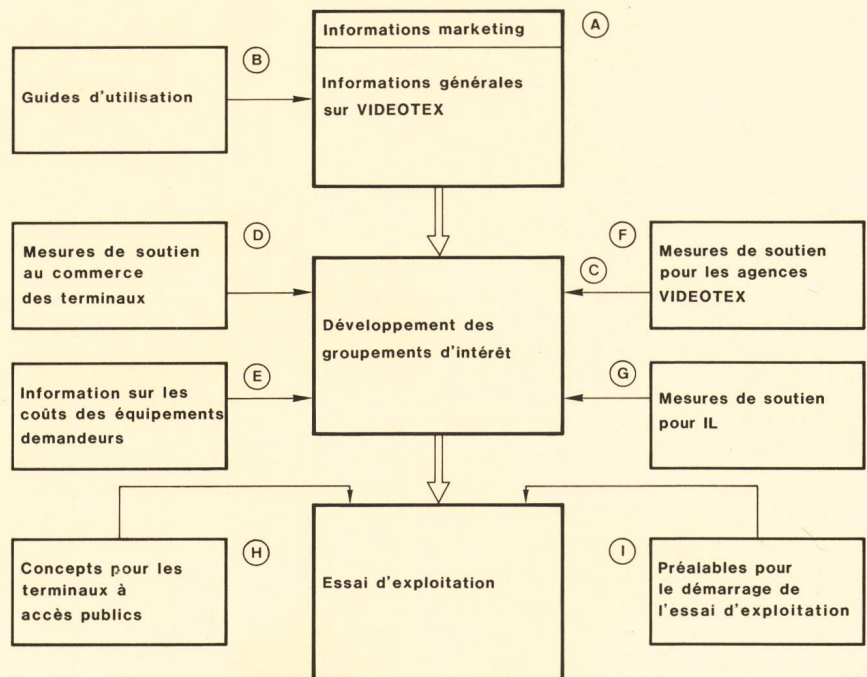 Informations marketing
A
B
Guides d'utilisation
Informations générales
sur VIDEOTEX
D
Mesures de soutien
au commerce
des terminaux
F
Mesures de soutien
pour les agences
VIDEOTEX
C
Développement des
groupements d'intérêt
E
Information sur les
coûts des équipements
demandeurs
G
Mesures de soutien
pour IL
H
Concepts pour les
terminaux à
accès publics
Essai d'exploitation
I
Préalables pour
le démarrage de
l'essai d'exploitation